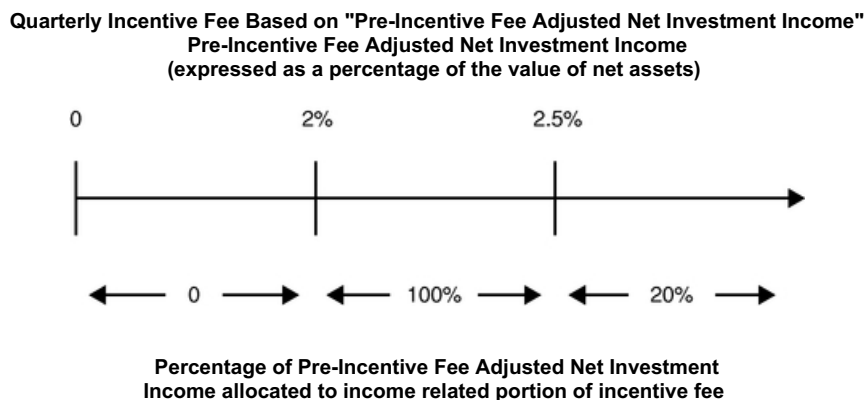 Quarterly Incentive Fee Based on "Pre-Incentive Fee Adjusted Net Investment Income"
Pre-Incentive Fee Adjusted Net Investment Income
(expressed as a percentage of the value of net assets)
0 2% 2.5%
0 100% 20%
Percentage of Pre-Incentive Fee Adjusted Net Investment
Income allocated to income related portion of incentive fee